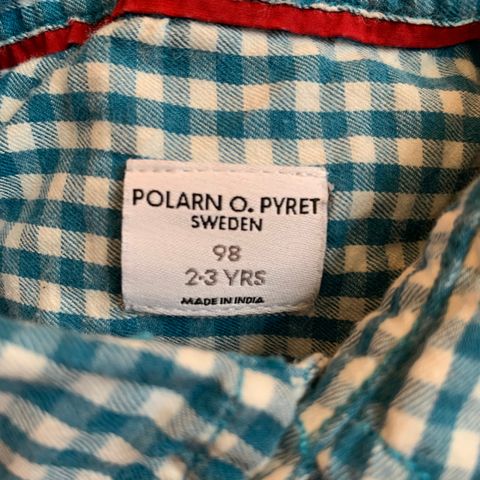 POLARN O. PYRET
SWEDEN
98
2-3 YRS
MADE IN INDIA